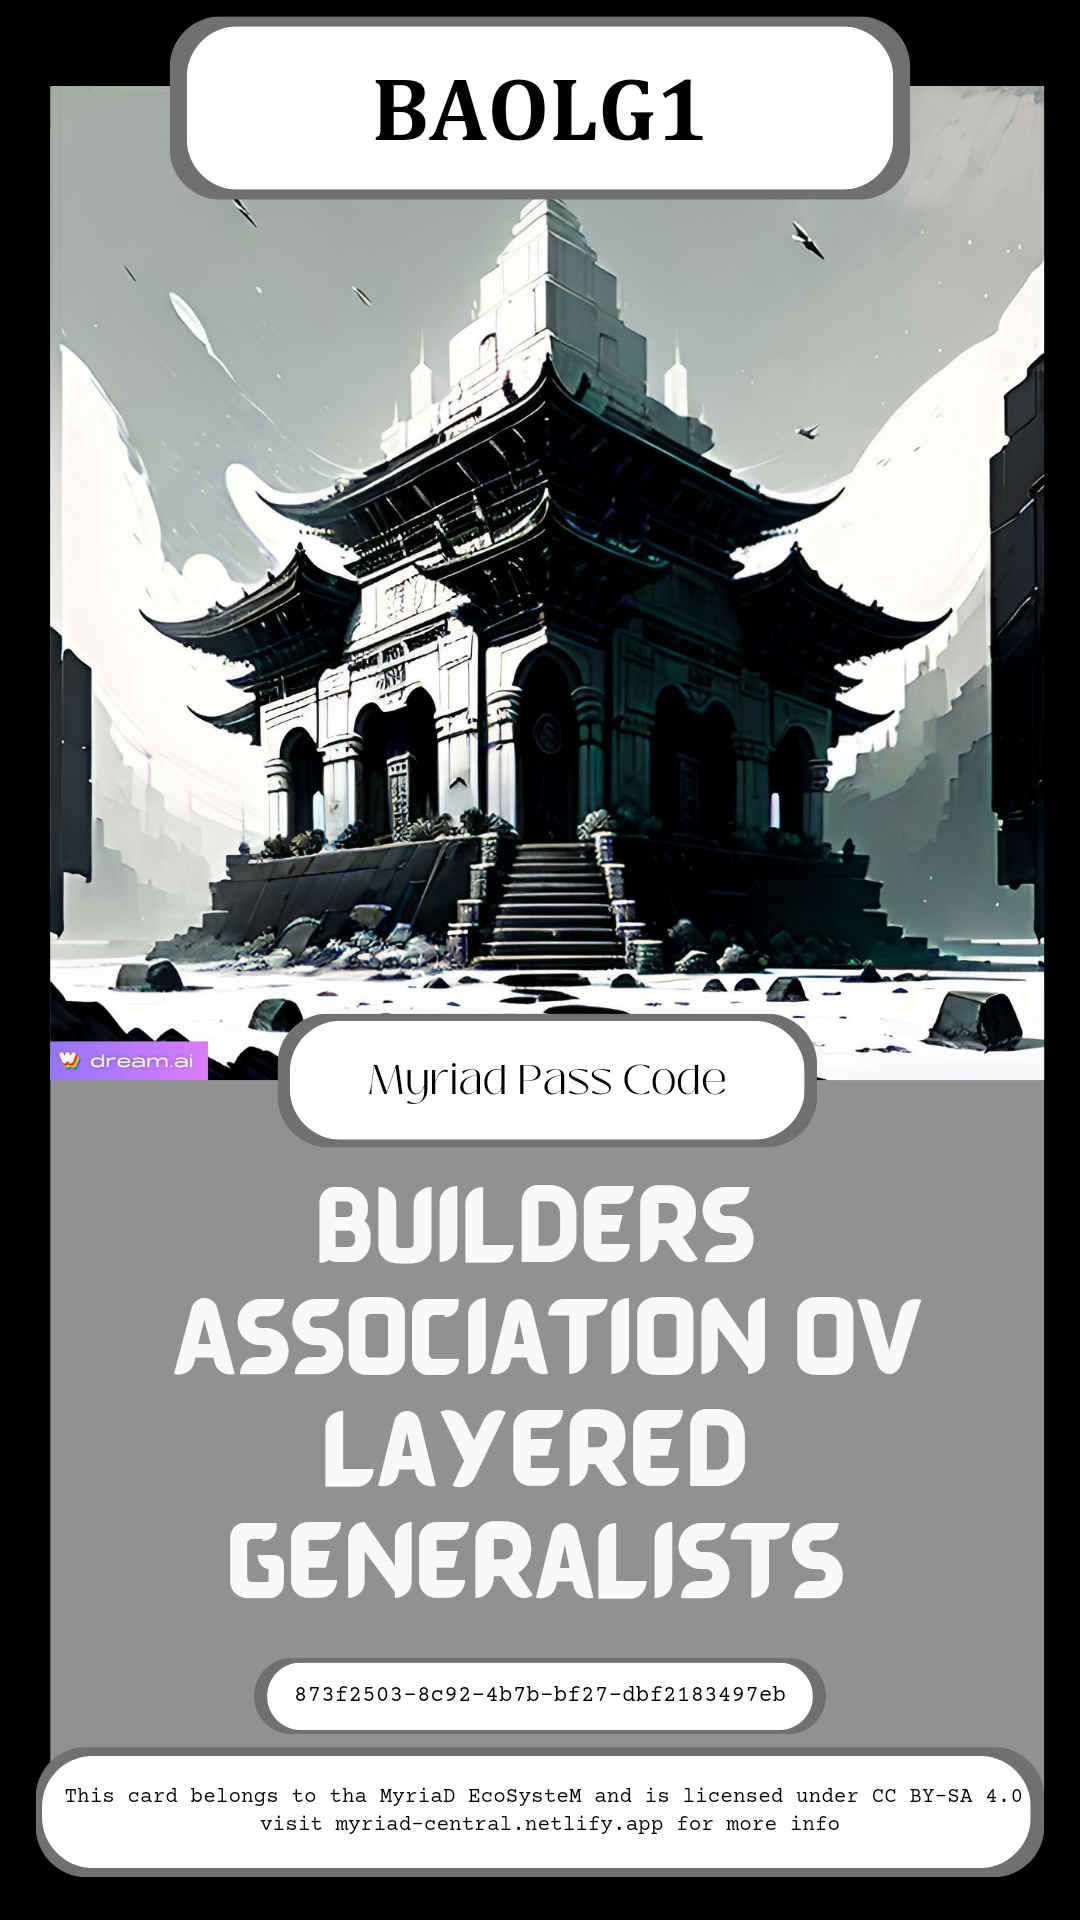 BAOLG1
dream.ai
Myriad Pass Code
BUILDERS
ASSOCIATION OV
LAYERED
GENERALISTS
873f2503-8c92-4b7b-bf27-dbf2183497eb
This card belongs to tha MyriaD EcoSysteM and is licensed under CC BY-SA 4.0
visit myriad-central.netlify.app for more info